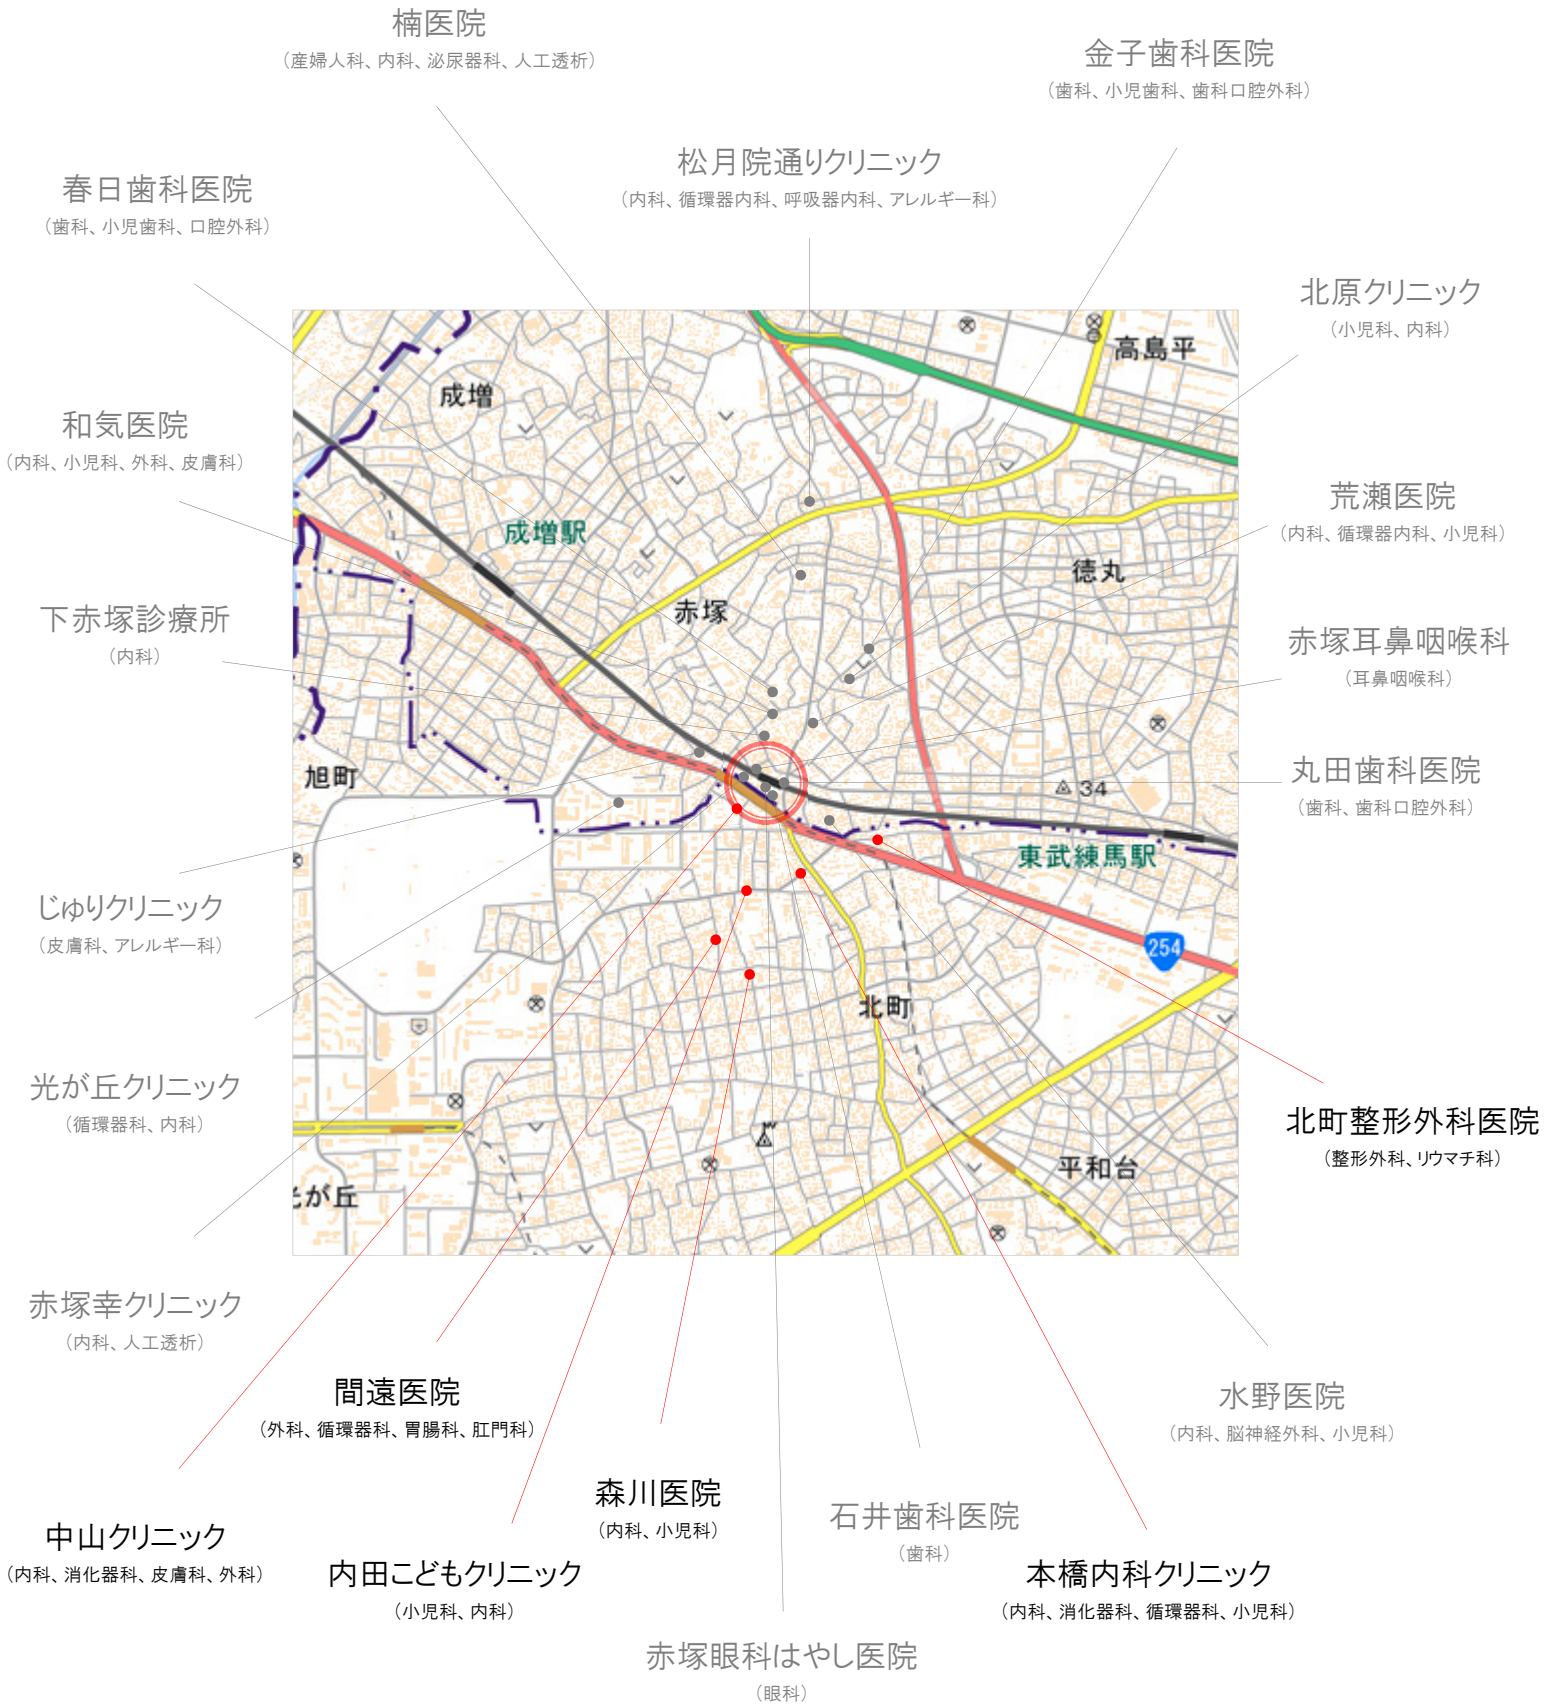 楠医院
（産婦人科、内科、泌尿器科、人工透析）
金子歯科医院
（歯科、小児歯科、歯科口腔外科）
松月院通りクリニック
（内科、循環器内科、呼吸器内科、アレルギー科）
春日歯科医院
（歯科、小児歯科、口腔外科）
北原クリニック
（小児科、内科）
高島平
成増
和気医院
（内科、小児科、外科、皮膚科）
荒瀬医院
（内科、循環器内科、小児科）
成増駅
徳丸
赤塚
下赤塚診療所
（内科）
赤塚耳鼻咽喉科
（耳鼻咽喉科）
旭町
34
丸田歯科医院
（歯科、歯科口腔外科）
東武練馬駅
じゅりクリニック
（皮膚科、アレルギー科）
254
北町
光が丘クリニック
（循環器科、内科）
北町整形外科医院
（整形外科、リウマチ科）
平和台
光が丘
赤塚幸クリニック
（内科、人工透析）
間遠医院
（外科、循環器科、胃腸科、肛門科）
水野医院
（内科、脳神経外科、小児科）
森川医院
（内科、小児科）
石井歯科医院
（歯科）
中山クリニック
（内科、消化器科、皮膚科、外科）
内田こどもクリニック
（小児科、内科）
本橋内科クリニック
（内科、消化器科、循環器科、小児科）
赤塚眼科はやし医院
（眼科）